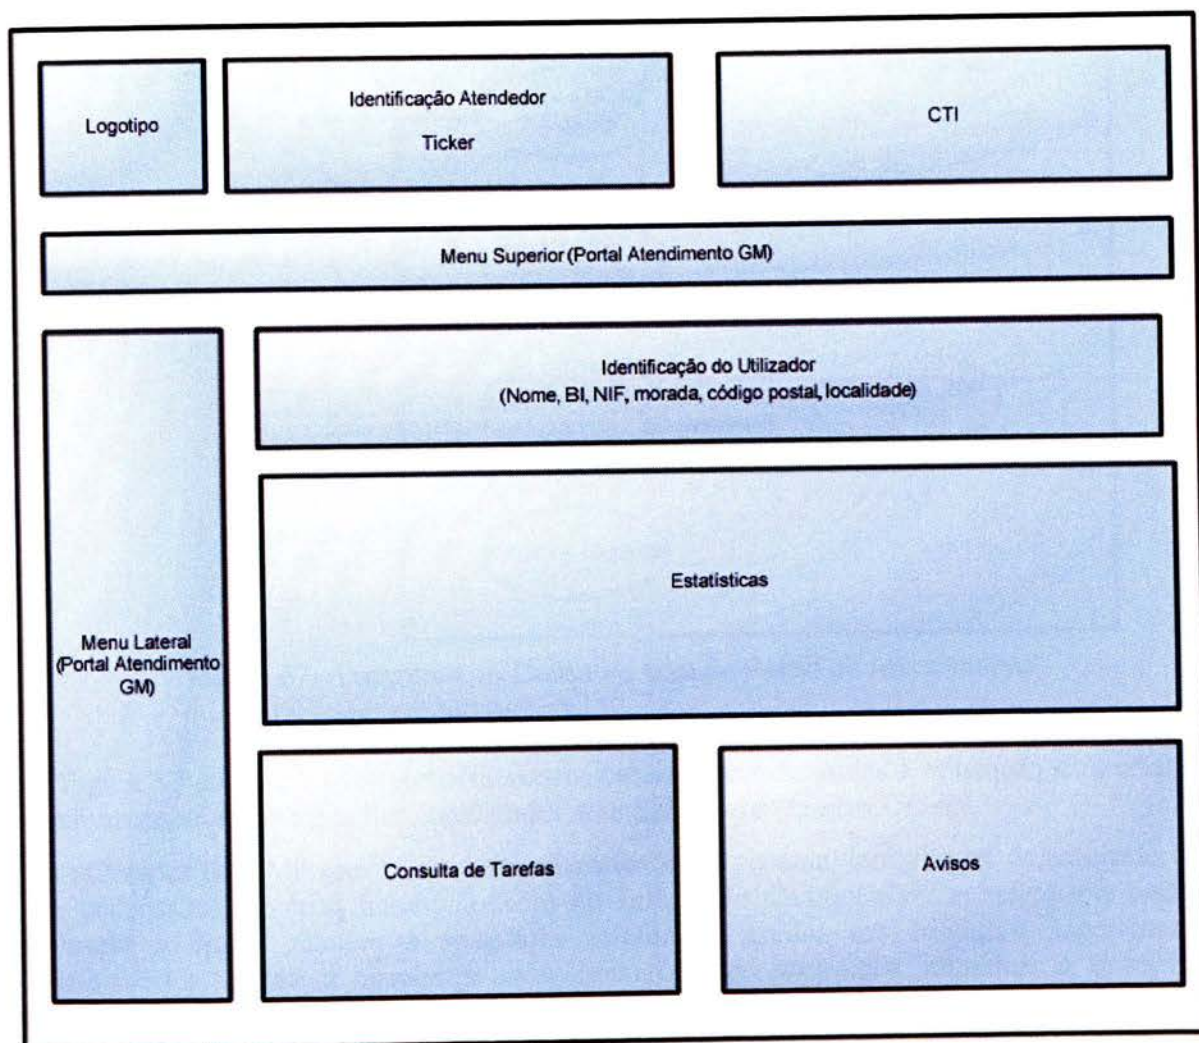 Logotipo
Identificação Atendedor
Ticker
CTI
Menu Superior (Portal Atendimento GM)
Menu Lateral
(Portal Atendimento
GM)
Identificação do Utilizador
(Nome, BI, NIF, morada, código postal, localidade)
Estatísticas
Consulta de Tarefas
Avisos